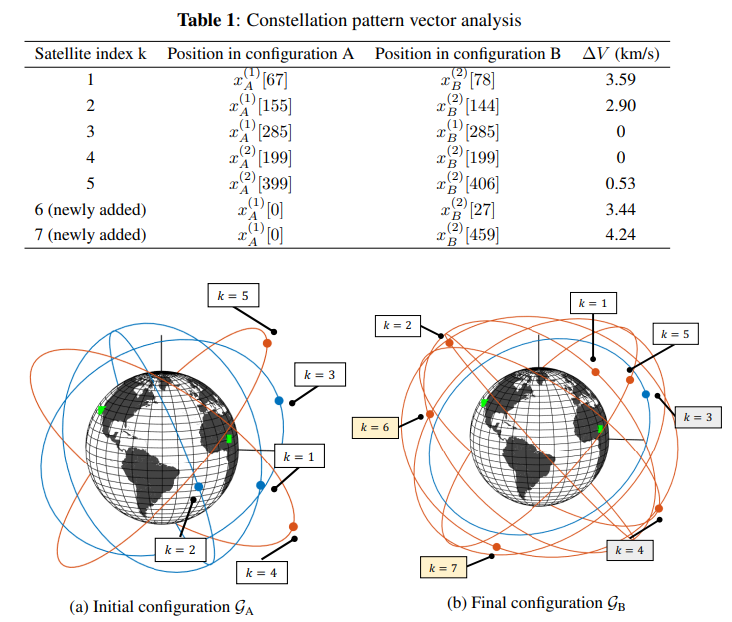 Table 1: Constellation pattern vector analysis
Satellite index k Position in configuration A Position in configuration B ΔV (km/s)
1 x_A^(1)[67] x_B^(2)[78] 3.59
2 x_A^(1)[155] x_B^(2)[144] 2.90
3 x_A^(1)[285] x_B^(1)[285] 0
4 x_A^(2)[199] x_B^(2)[199] 0
5 x_A^(2)[399] x_B^(2)[406] 0.53
6 (newly added) x_A^(1)[0] x_B^(2)[27] 3.44
7 (newly added) x_A^(1)[0] x_B^(2)[459] 4.24
k = 5
k = 3
k = 1
k = 2
k = 4
(a) Initial configuration 𝒢_A
k = 1
k = 2
k = 5
k = 3
k = 6
k = 4
k = 7
(b) Final configuration 𝒢_B